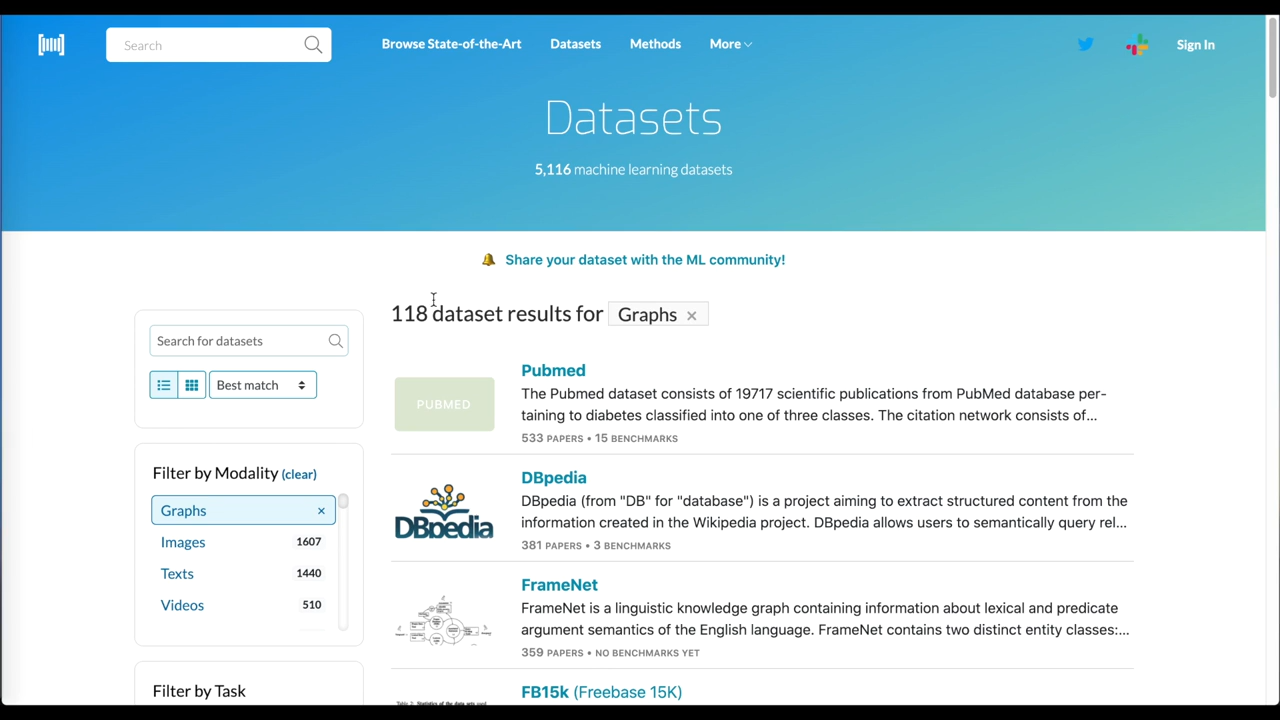 Search
Browse State-of-the-Art
Datasets
Methods
More
Sign In
Datasets
5,116 machine learning datasets
Share your dataset with the ML community!
118 dataset results for Graphs ×
Search for datasets
Best match
Filter by Modality (clear)
Graphs ×
Images 1607
Texts 1440
Videos 510
Filter by Task
PUBMED
Pubmed
The Pubmed dataset consists of 19717 scientific publications from PubMed database per-
taining to diabetes classified into one of three classes. The citation network consists of...
533 PAPERS • 15 BENCHMARKS
DBpedia
DBpedia
DBpedia (from "DB" for "database") is a project aiming to extract structured content from the
information created in the Wikipedia project. DBpedia allows users to semantically query rel...
381 PAPERS • 3 BENCHMARKS
FrameNet
FrameNet is a linguistic knowledge graph containing information about lexical and predicate
argument semantics of the English language. FrameNet contains two distinct entity classes:...
359 PAPERS • NO BENCHMARKS YET
FB15k (Freebase 15K)